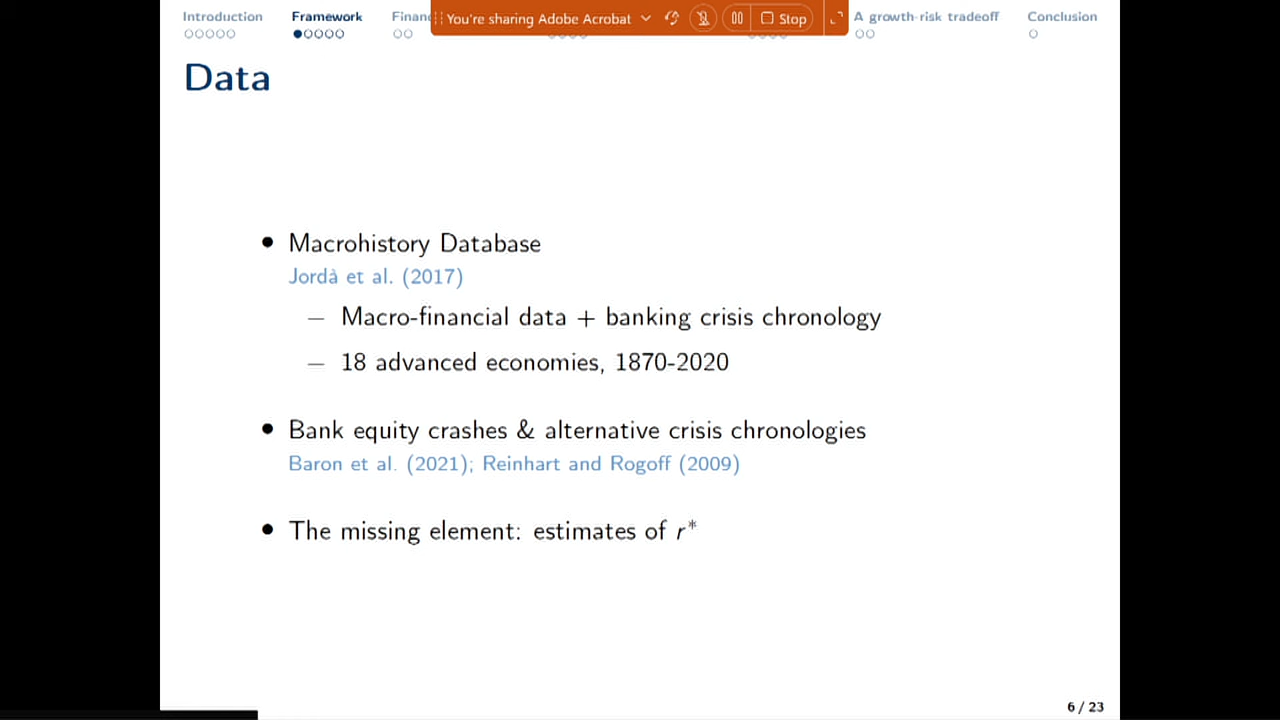 Introduction Framework Finan A growth-risk tradeoff Conclusion
You're sharing Adobe Acrobat Stop
Data
• Macrohistory Database
Jordà et al. (2017)
– Macro-financial data + banking crisis chronology
– 18 advanced economies, 1870-2020
• Bank equity crashes & alternative crisis chronologies
Baron et al. (2021); Reinhart and Rogoff (2009)
• The missing element: estimates of r*
6 / 23